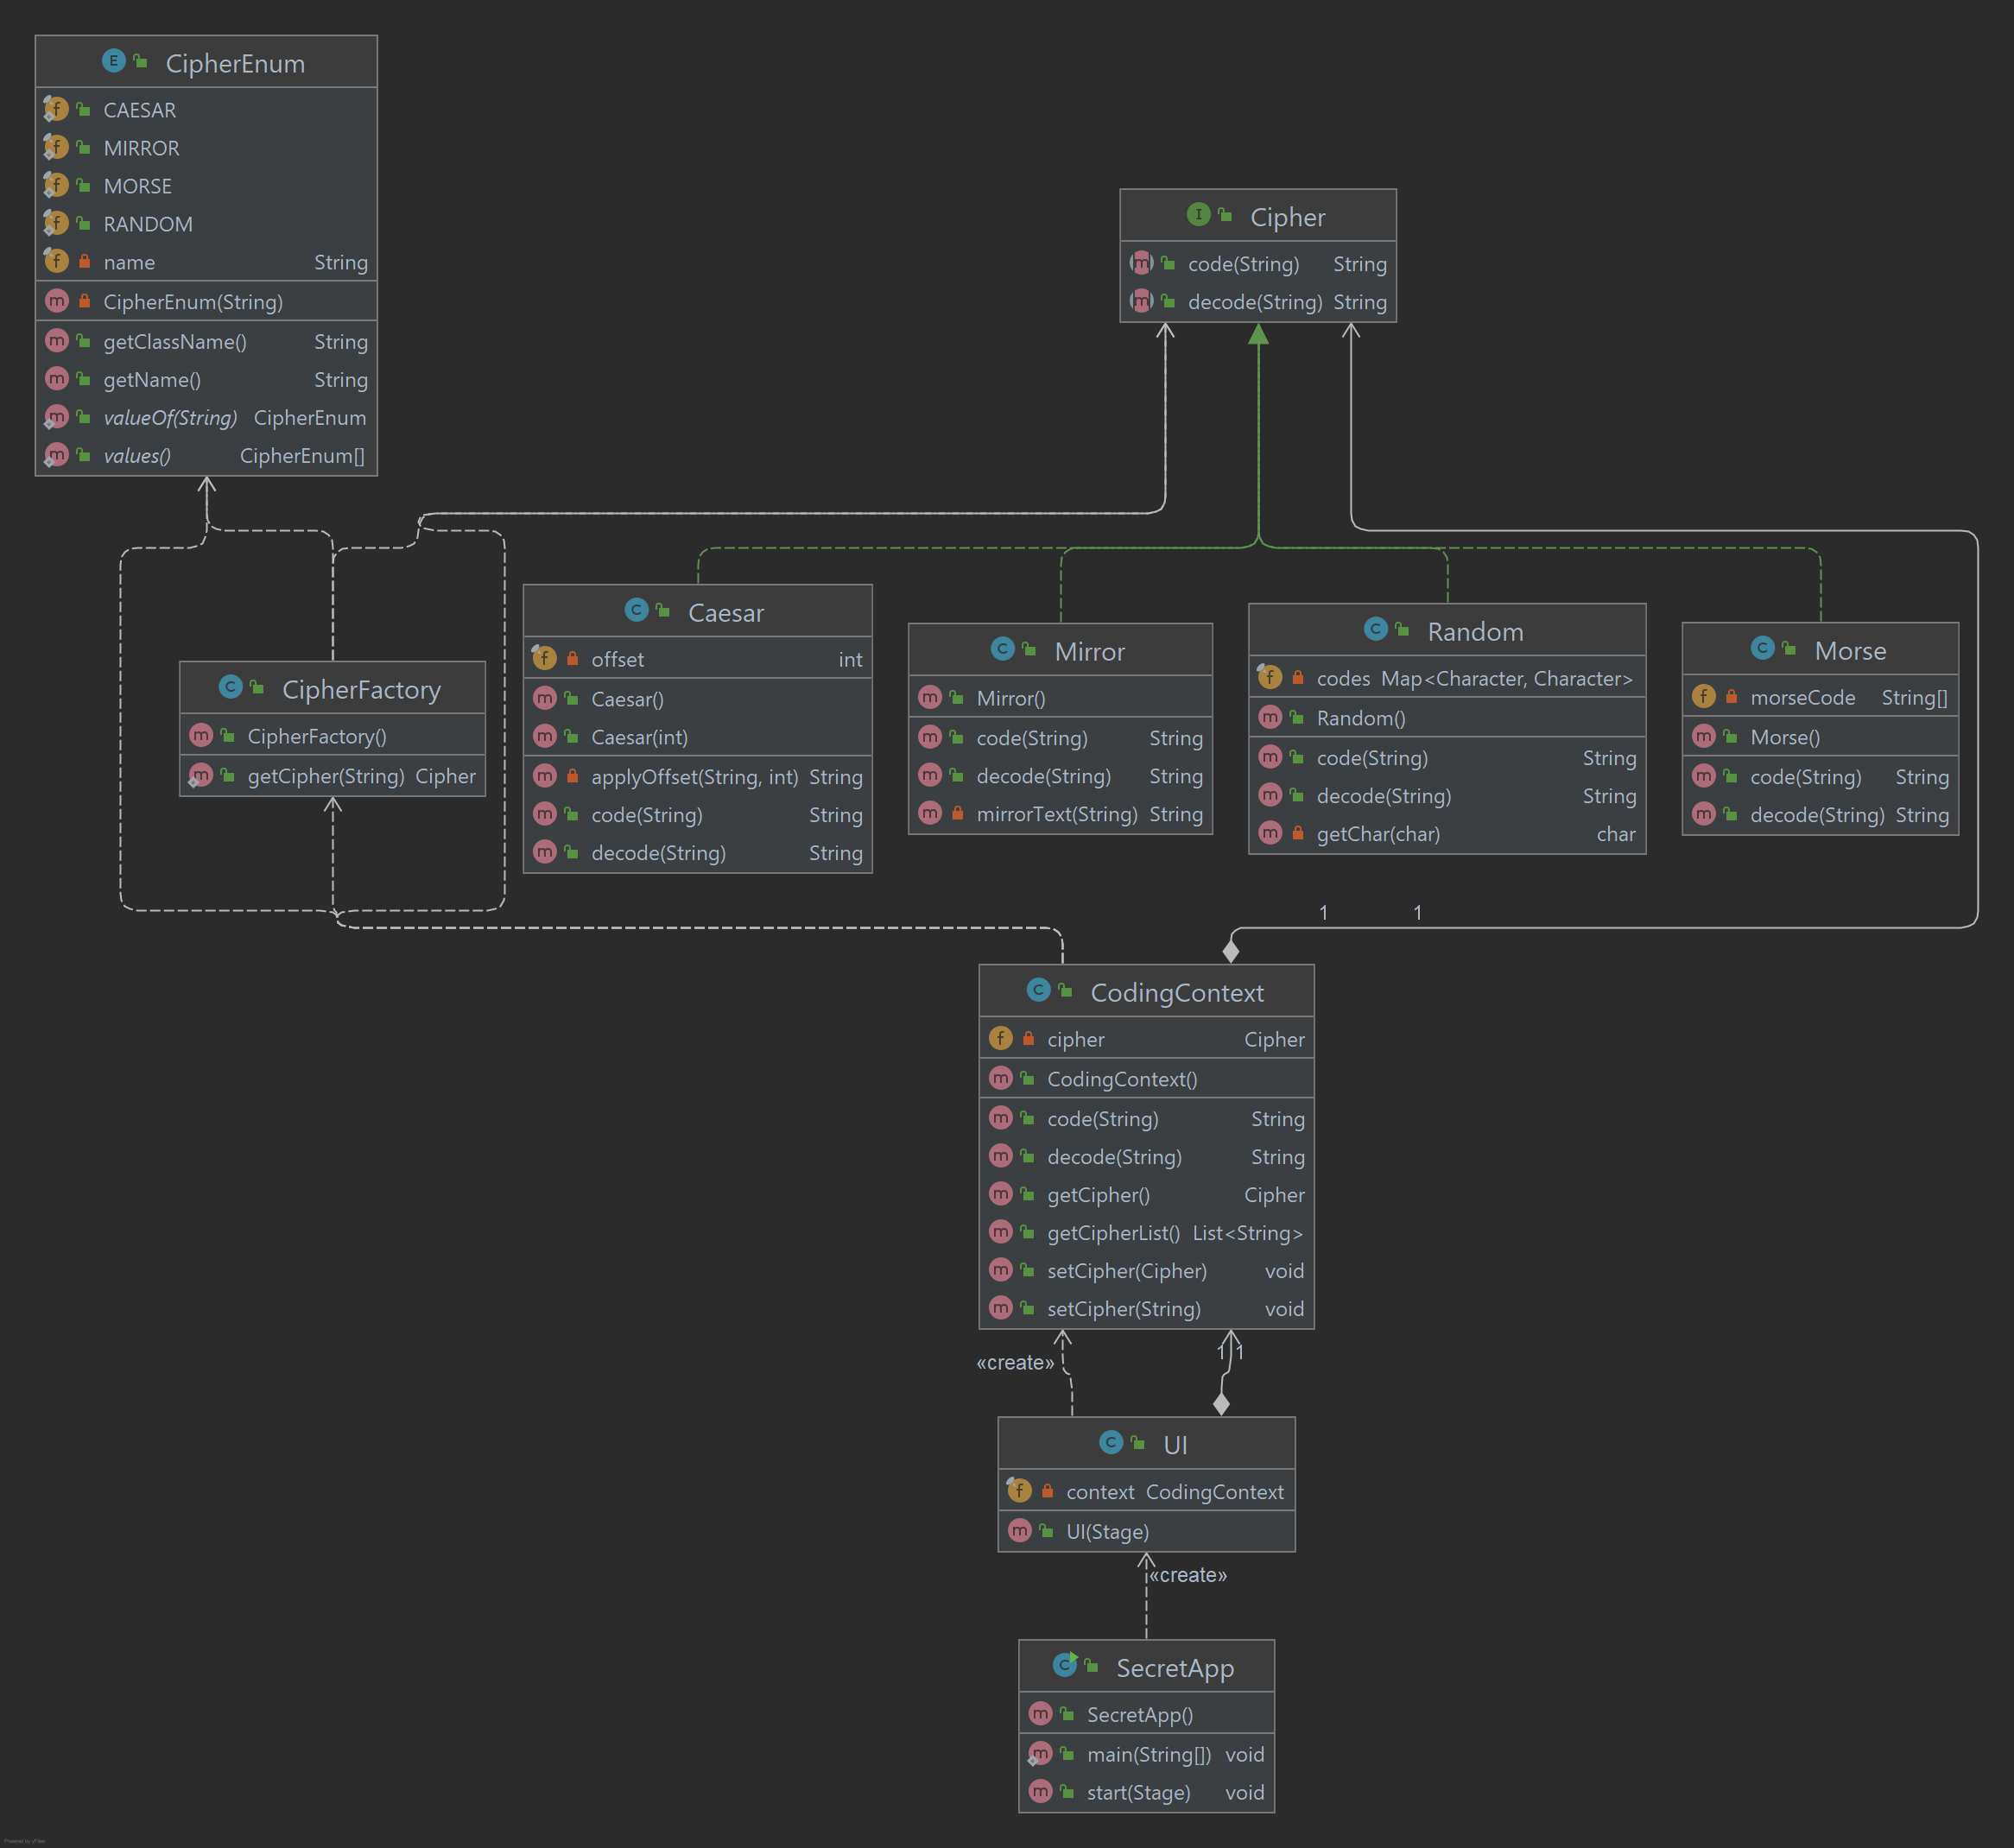 CipherEnum
CAESAR
MIRROR
MORSE
RANDOM
name String
CipherEnum(String)
getClassName() String
getName() String
valueOf(String) CipherEnum
values() CipherEnum[]
Cipher
code(String) String
decode(String) String
CipherFactory
CipherFactory()
getCipher(String) Cipher
Caesar
offset int
Caesar()
Caesar(int)
applyOffset(String, int) String
code(String) String
decode(String) String
Mirror
Mirror()
code(String) String
decode(String) String
mirrorText(String) String
Random
codes Map<Character, Character>
Random()
code(String) String
decode(String) String
getChar(char) char
Morse
morseCode String[]
Morse()
code(String) String
decode(String) String
1 1
CodingContext
cipher Cipher
CodingContext()
code(String) String
decode(String) String
getCipher() Cipher
getCipherList() List<String>
setCipher(Cipher) void
setCipher(String) void
«create»
1 1
UI
context CodingContext
UI(Stage)
«create»
SecretApp
SecretApp()
main(String[]) void
start(Stage) void
Powered by yFiles